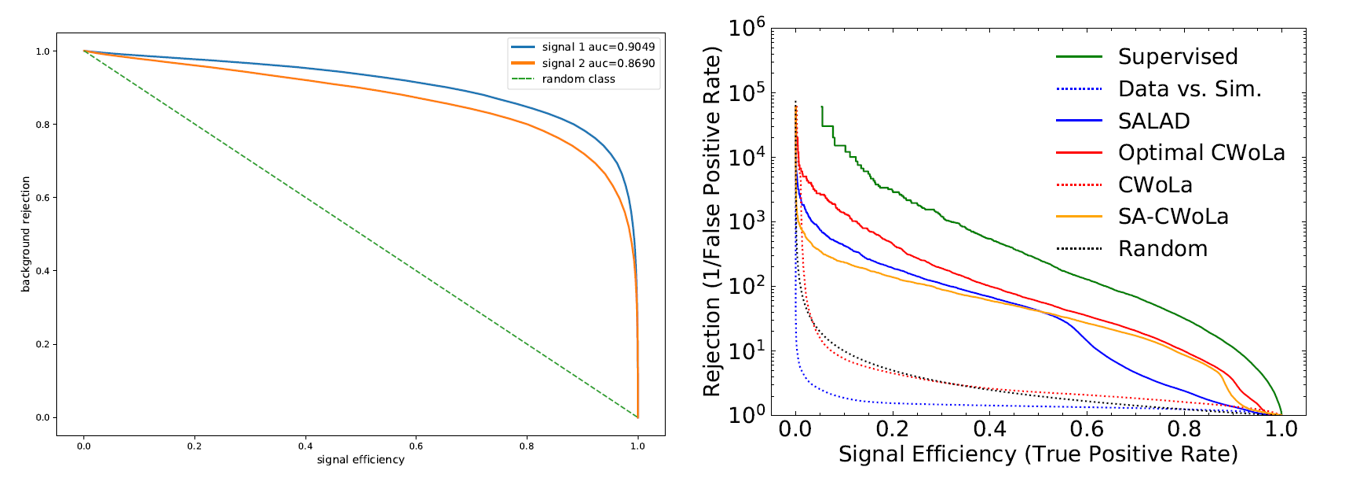 signal 1 auc=0.9049
signal 2 auc=0.8690
random class
background rejection
1.0
0.8
0.6
0.4
0.2
0.0
0.0 0.2 0.4 0.6 0.8 1.0
signal efficiency
Supervised
Data vs. Sim.
SALAD
Optimal CWoLa
CWoLa
SA-CWoLa
Random
Rejection (1/False Positive Rate)
10^6
10^5
10^4
10^3
10^2
10^1
10^0
0.0 0.2 0.4 0.6 0.8 1.0
Signal Efficiency (True Positive Rate)